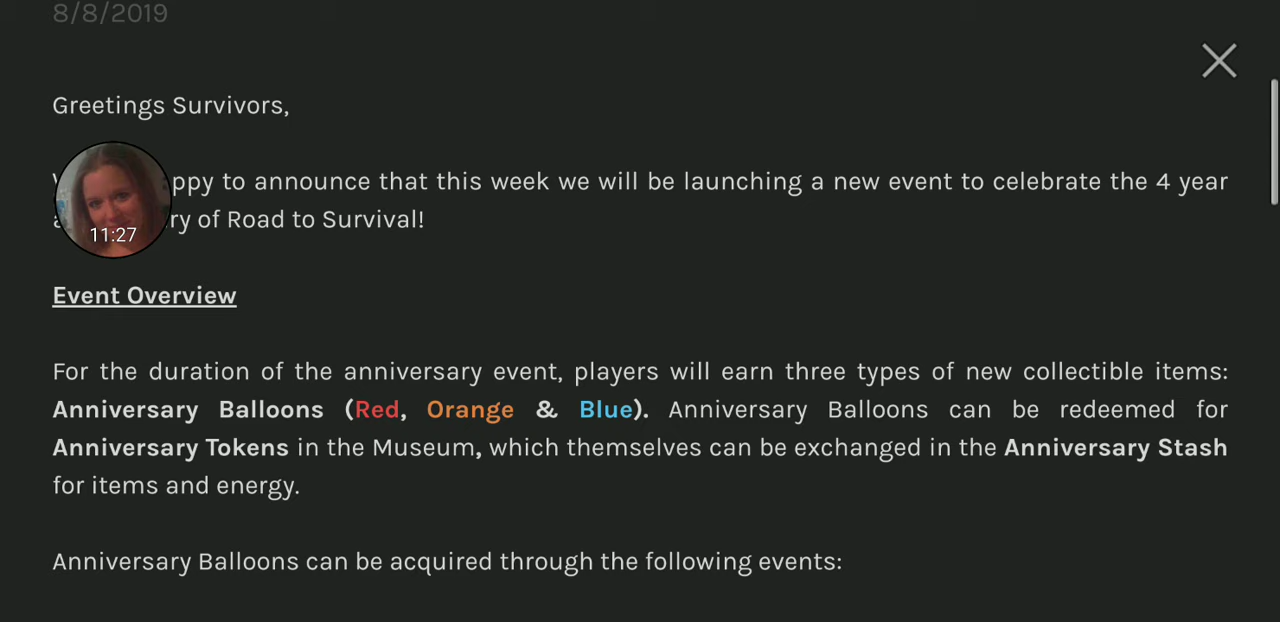 8/8/2019
Greetings Survivors,
ppy to announce that this week we will be launching a new event to celebrate the 4 year
ry of Road to Survival!
11:27
Event Overview
For the duration of the anniversary event, players will earn three types of new collectible items:
Anniversary Balloons (Red, Orange & Blue). Anniversary Balloons can be redeemed for
Anniversary Tokens in the Museum, which themselves can be exchanged in the Anniversary Stash
for items and energy.
Anniversary Balloons can be acquired through the following events: